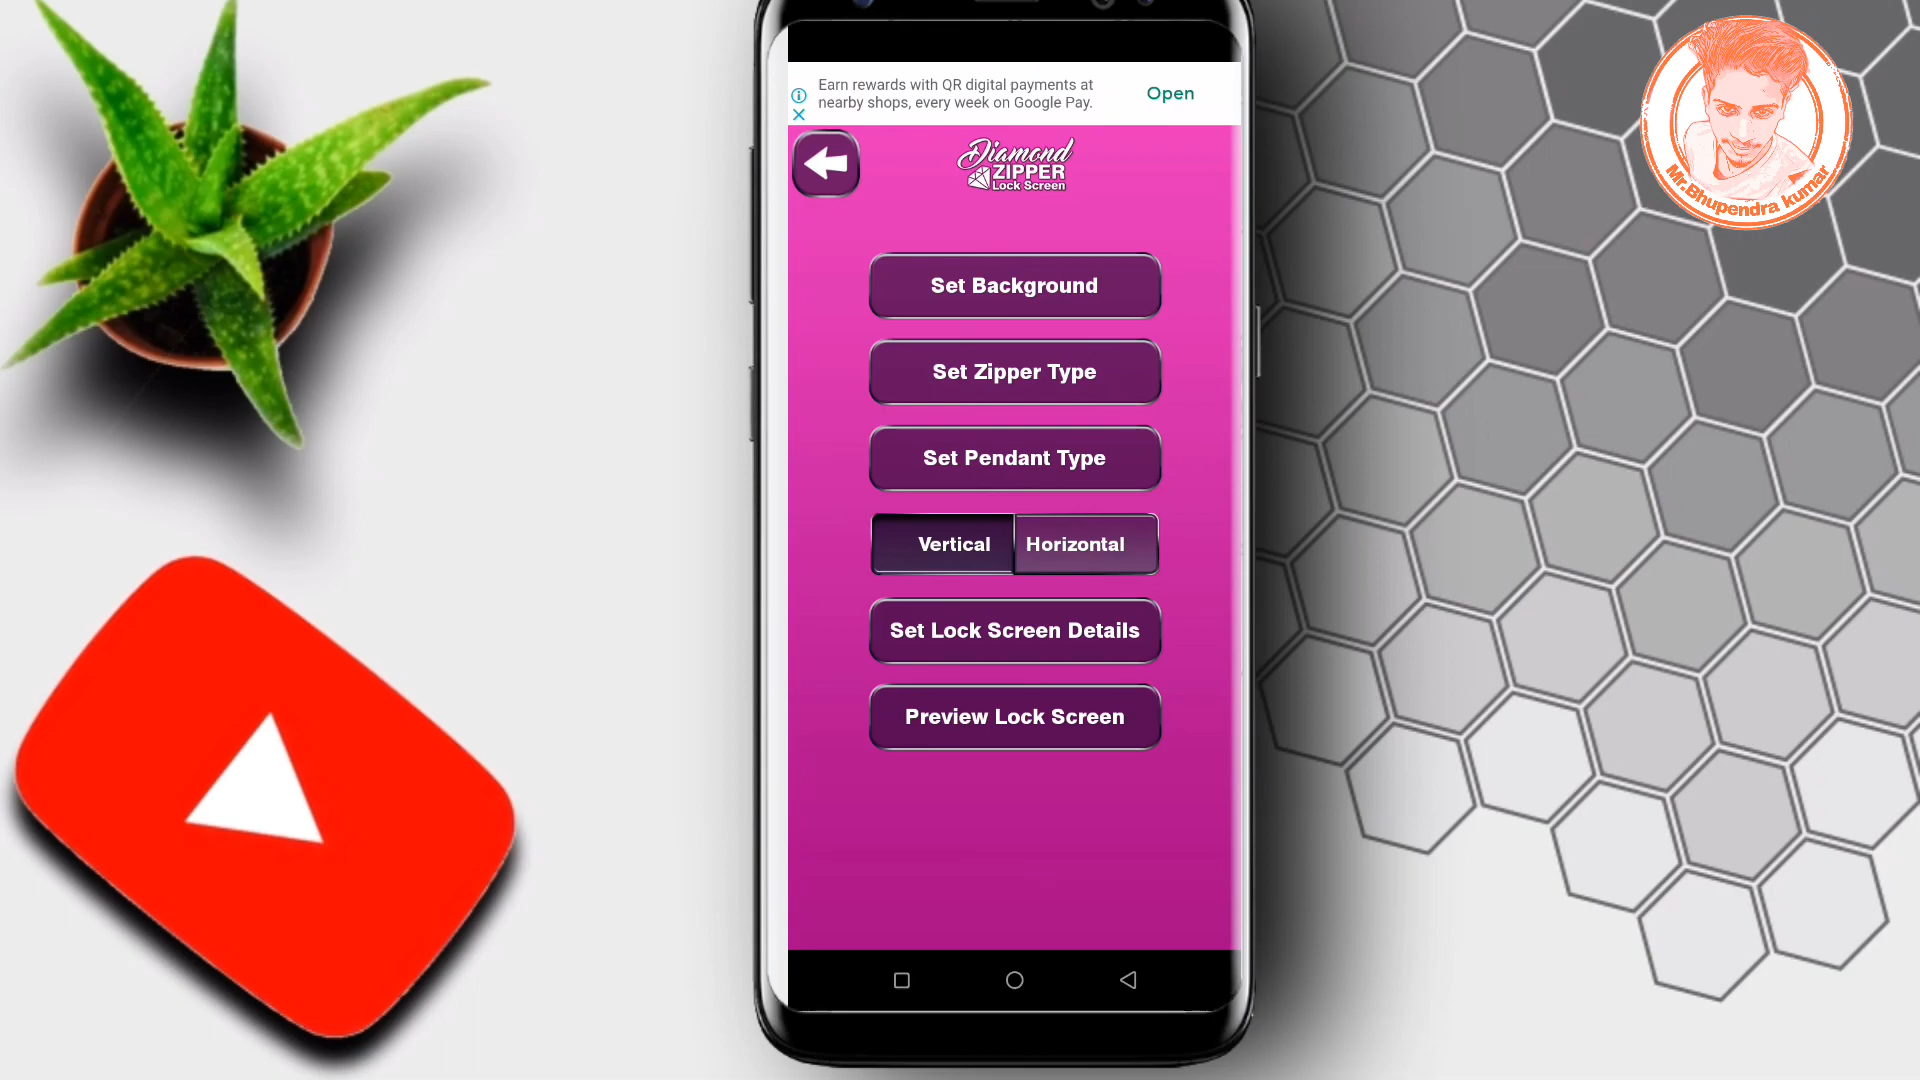 Earn rewards with QR digital payments at
nearby shops, every week on Google Pay.
Open
Diamond
ZIPPER
Lock Screen
Set Background
Set Zipper Type
Set Pendant Type
Vertical
Horizontal
Set Lock Screen Details
Preview Lock Screen
Mr.Bhupendra kumar